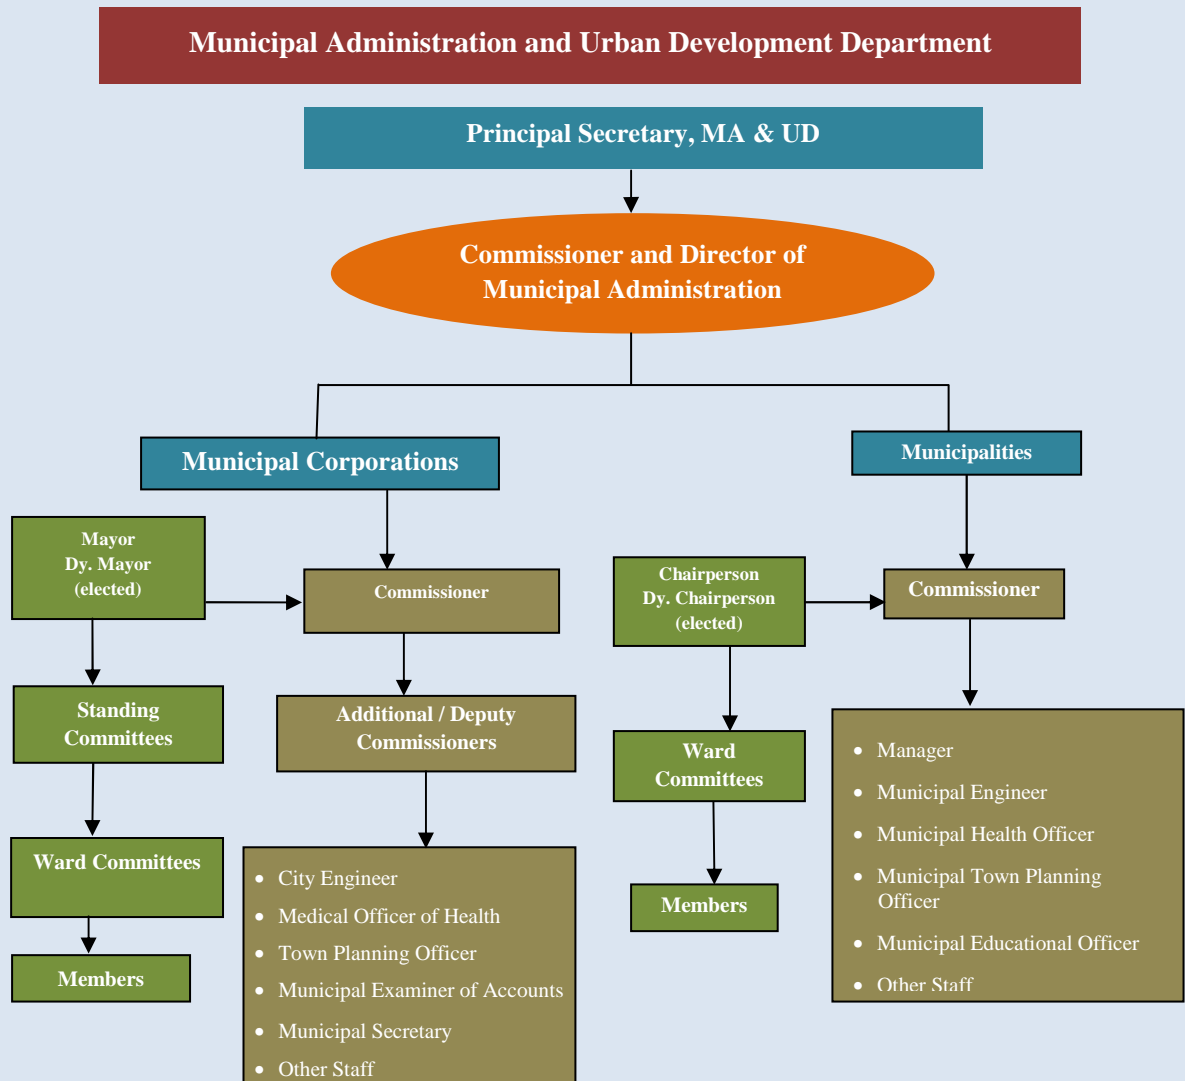 Municipal Administration and Urban Development Department
Principal Secretary, MA & UD
Commissioner and Director of
Municipal Administration
Municipal Corporations
Municipalities
Mayor
Dy. Mayor
(elected)
Commissioner
Chairperson
Dy. Chairperson
(elected)
Commissioner
Standing
Committees
Additional / Deputy
Commissioners
Ward
Committees
• Manager
• Municipal Engineer
• Municipal Health Officer
• Municipal Town Planning
Officer
• Municipal Educational Officer
• Other Staff
Ward Committees
• City Engineer
• Medical Officer of Health
• Town Planning Officer
• Municipal Examiner of Accounts
• Municipal Secretary
• Other Staff
Members
Members